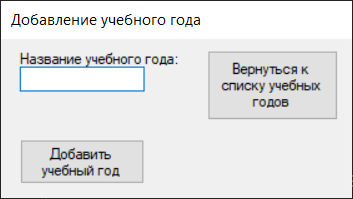 Добавление учебного года
Название учебного года:
Вернуться к
списку учебных
годов
Добавить
учебный год